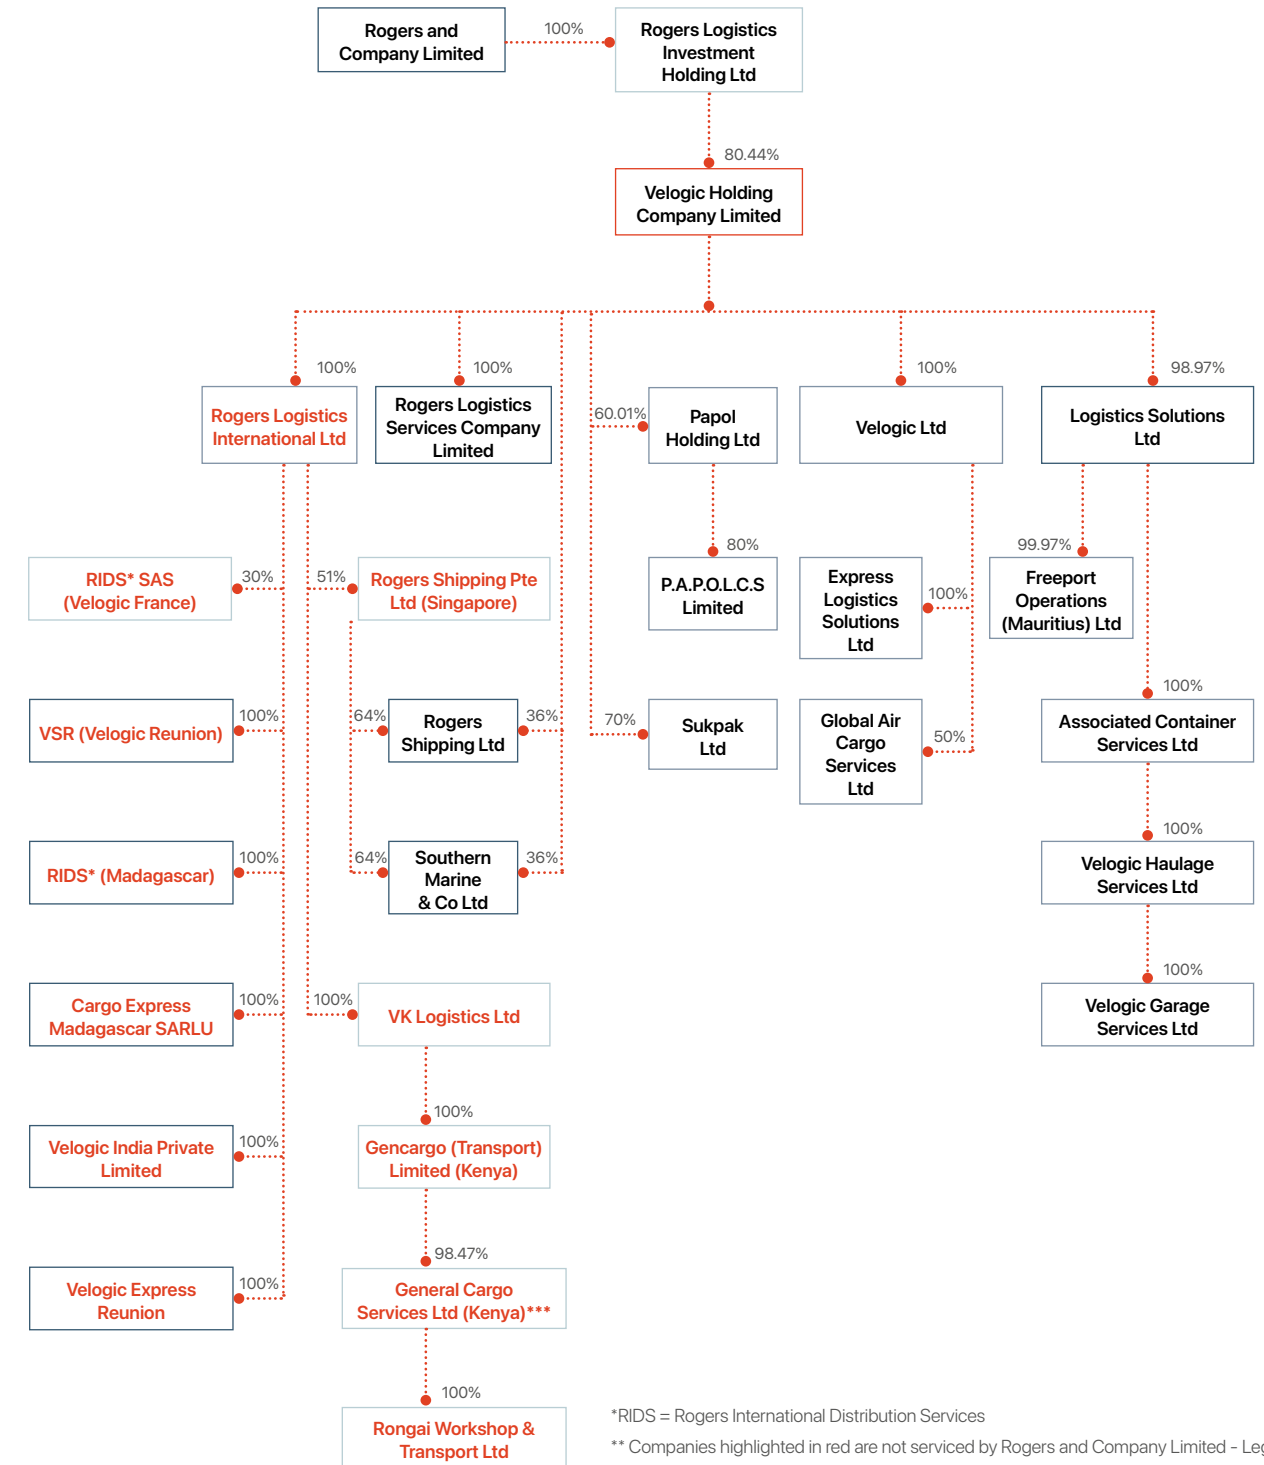 Rogers and
Company Limited
100%
Rogers Logistics
Investment
Holding Ltd
80.44%
Velogic Holding
Company Limited
100%
Rogers Logistics
International Ltd
100%
Rogers Logistics
Services Company
Limited
60.01%
Papol
Holding Ltd
100%
Velogic Ltd
98.97%
Logistics Solutions
Ltd
RIDS* SAS
(Velogic France)
30%
51%
Rogers Shipping Pte
Ltd (Singapore)
80%
P.A.P.O.L.C.S
Limited
Express
Logistics
Solutions
Ltd
100%
99.97%
Freeport
Operations
(Mauritius) Ltd
VSR (Velogic Reunion)
100%
64%
Rogers
Shipping Ltd
36%
70%
Sukpak
Ltd
Global Air
Cargo
Services
Ltd
50%
100%
Associated Container
Services Ltd
RIDS* (Madagascar)
100%
64%
Southern
Marine
& Co Ltd
36%
100%
Velogic Haulage
Services Ltd
Cargo Express
Madagascar SARLU
100%
100%
VK Logistics Ltd
100%
Velogic Garage
Services Ltd
Velogic India Private
Limited
100%
100%
Gencargo (Transport)
Limited (Kenya)
Velogic Express
Reunion
100%
98.47%
General Cargo
Services Ltd (Kenya)***
100%
Rongai Workshop &
Transport Ltd
*RIDS = Rogers International Distribution Services
** Companies highlighted in red are not serviced by Rogers and Company Limited - Leg